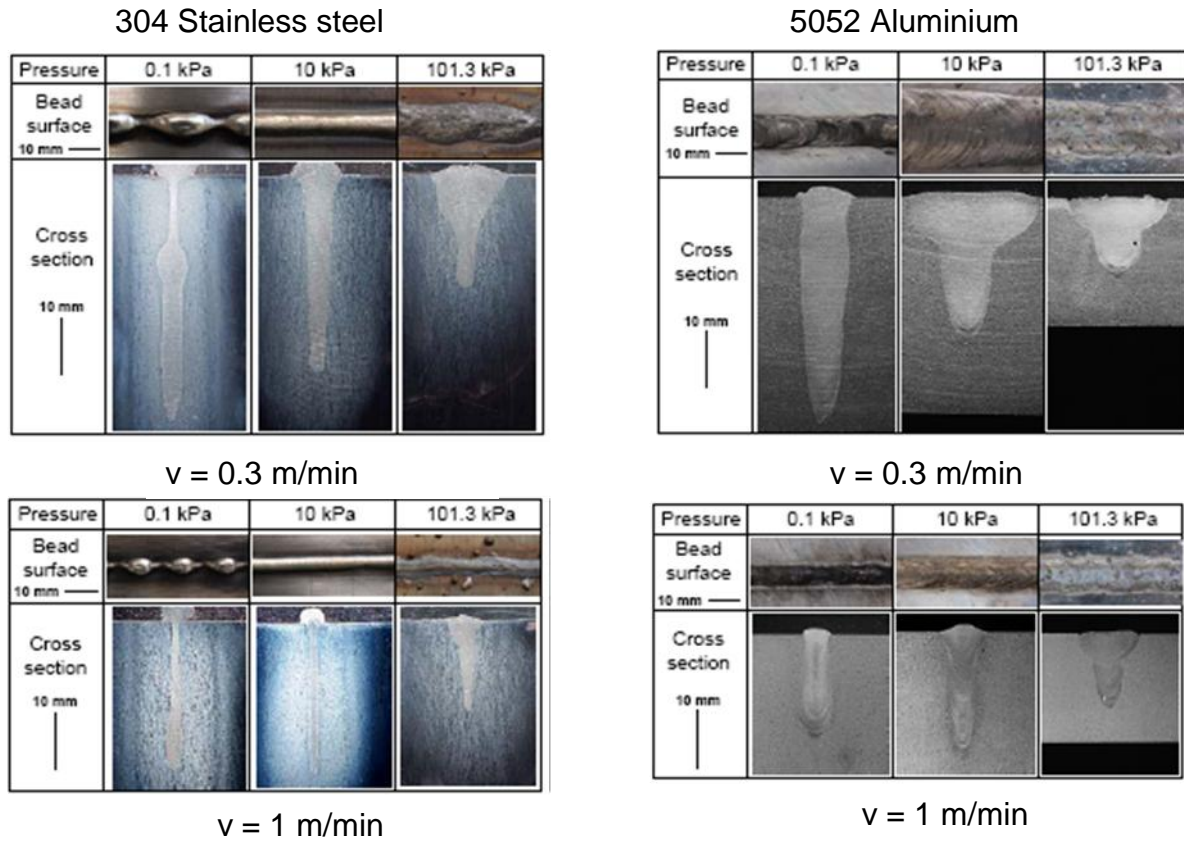 304 Stainless steel
Pressure 0.1 kPa 10 kPa 101.3 kPa
Bead
surface
10 mm
Cross
section
10 mm
v = 0.3 m/min
5052 Aluminium
Pressure 0.1 kPa 10 kPa 101.3 kPa
Bead
surface
10 mm
Cross
section
10 mm
v = 0.3 m/min
Pressure 0.1 kPa 10 kPa 101.3 kPa
Bead
surface
10 mm
Cross
section
10 mm
v = 1 m/min
Pressure 0.1 kPa 10 kPa 101.3 kPa
Bead
surface
10 mm
Cross
section
10 mm
v = 1 m/min